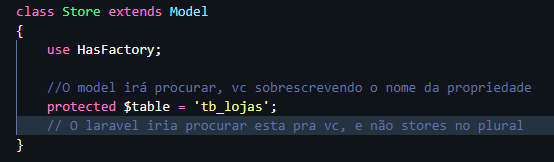 class Store extends Model
{
use HasFactory;
//O model irá procurar, vc sobrescrevendo o nome da propriedade
protected $table = 'tb_lojas';
// O laravel iria procurar esta pra vc, e não stores no plural
}